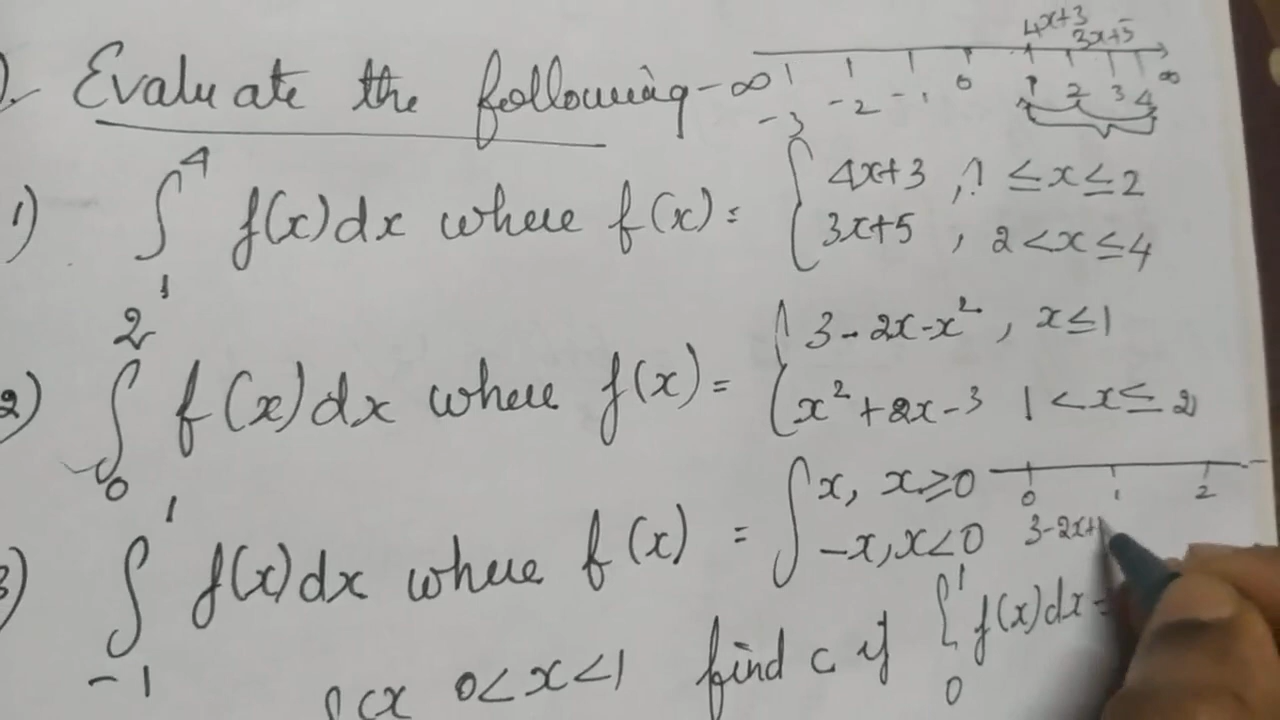 4x+3 3x+5
Evaluate the following -∞ -3 -2 -1 0 1 2 3 4 ∞
1) ∫₁⁴ f(x)dx where f(x) = { 4x+3 , 1 ≤ x ≤ 2
3x+5 , 2 < x ≤ 4
2) ∫₀² f(x)dx where f(x) = { 3-2x-x² , x ≤ 1
x²+2x-3 1 < x ≤ 2
3) ∫₋₁¹ f(x)dx where f(x) = { x, x ≥ 0
-x, x < 0
0 1 2
3-2x+
cx 0 < x < 1 find c if ∫₀¹ f(x)dx =